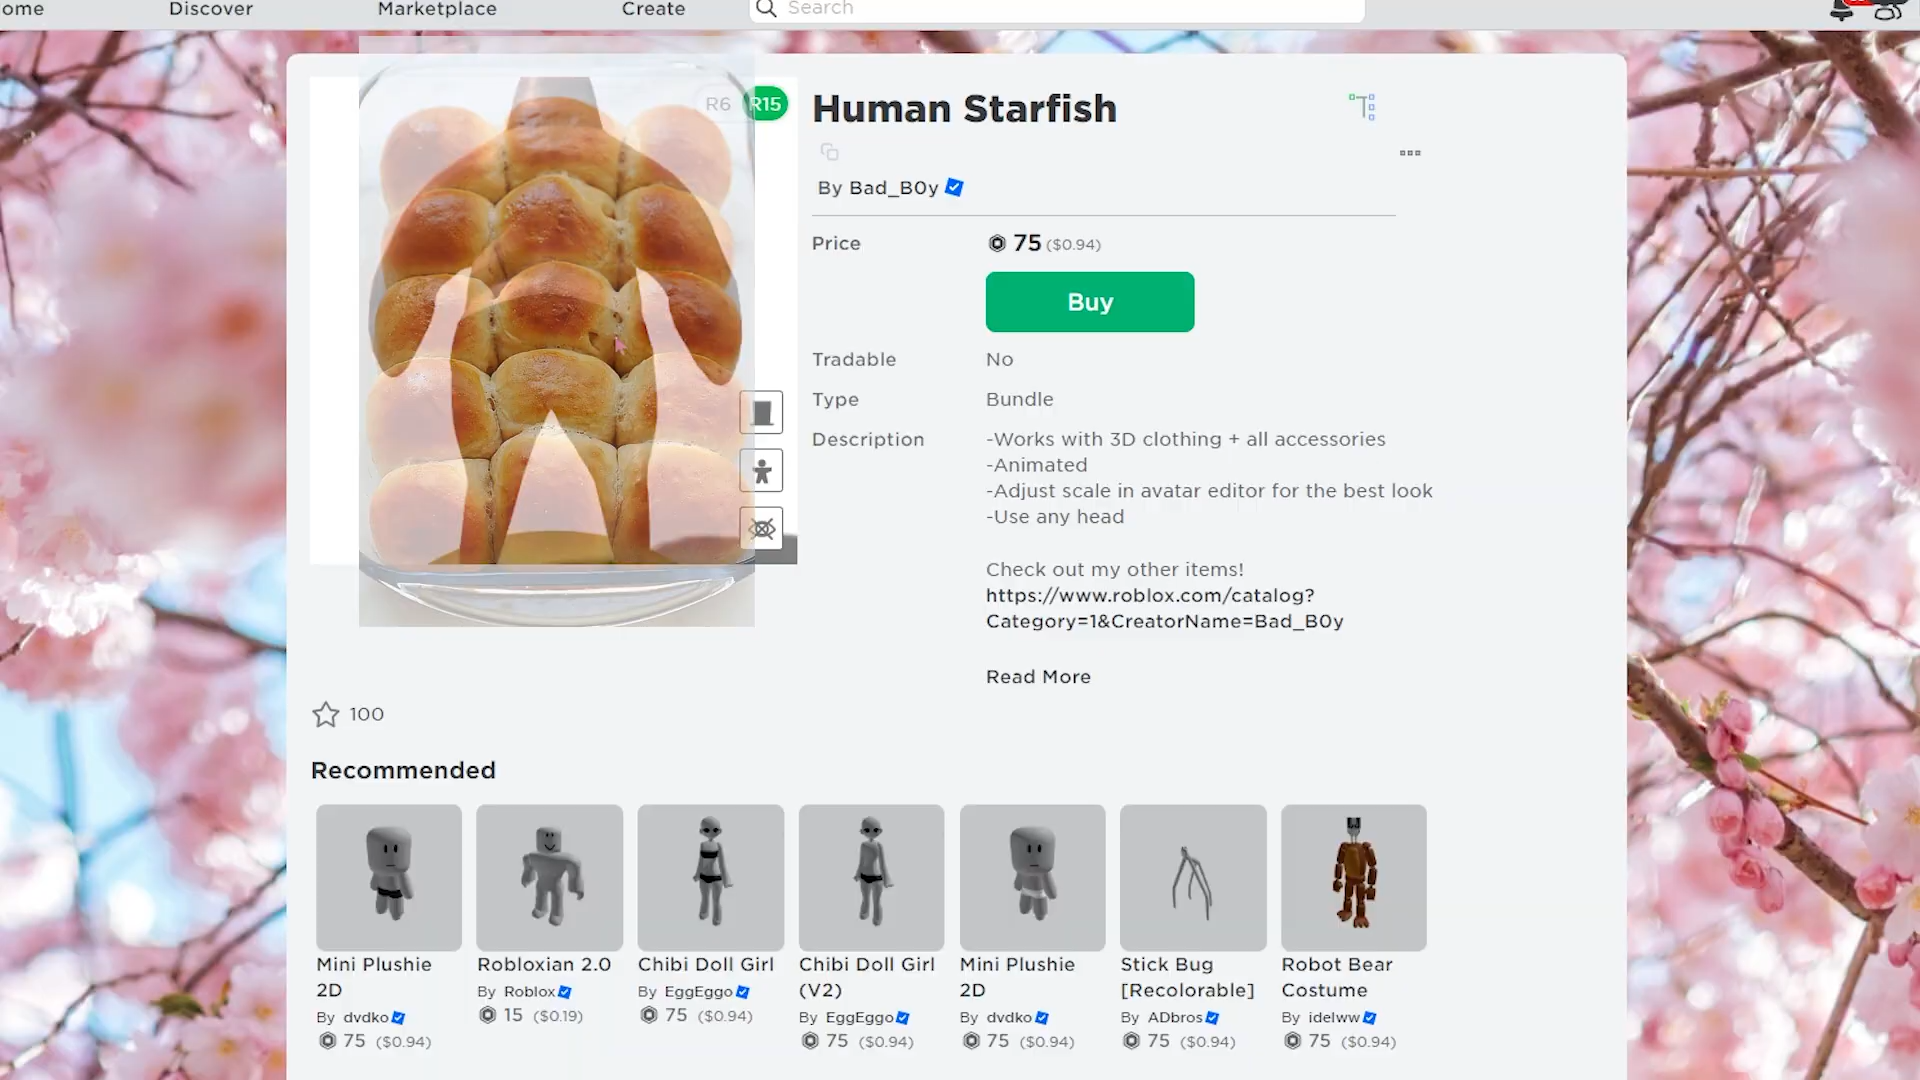 ome Discover Marketplace Create Search
R6 R15
Human Starfish
By Bad_B0y
Price 75 ($0.94)
Buy
Tradable No
Type Bundle
Description -Works with 3D clothing + all accessories
-Animated
-Adjust scale in avatar editor for the best look
-Use any head
Check out my other items!
https://www.roblox.com/catalog?
Category=1&CreatorName=Bad_B0y
Read More
100
Recommended
Mini Plushie
2D
By dvdko
75 ($0.94)
Robloxian 2.0
By Roblox
15 ($0.19)
Chibi Doll Girl
By EggEggo
75 ($0.94)
Chibi Doll Girl
(V2)
By EggEggo
75 ($0.94)
Mini Plushie
2D
By dvdko
75 ($0.94)
Stick Bug
[Recolorable]
By ADbros
75 ($0.94)
Robot Bear
Costume
By idelww
75 ($0.94)